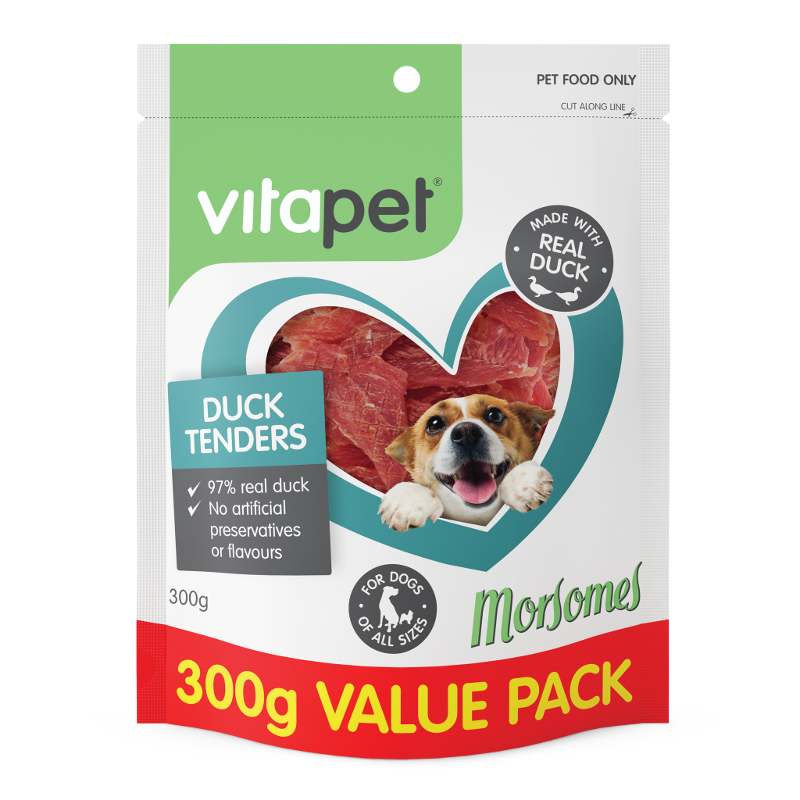 PET FOOD ONLY
CUT ALONG LINE
vitapet®
MADE WITH
REAL
DUCK
DUCK
TENDERS
✓ 97% real duck
✓ No artificial
preservatives
or flavours
300g
FOR DOGS
OF ALL SIZES
Morsomes
300g VALUE PACK